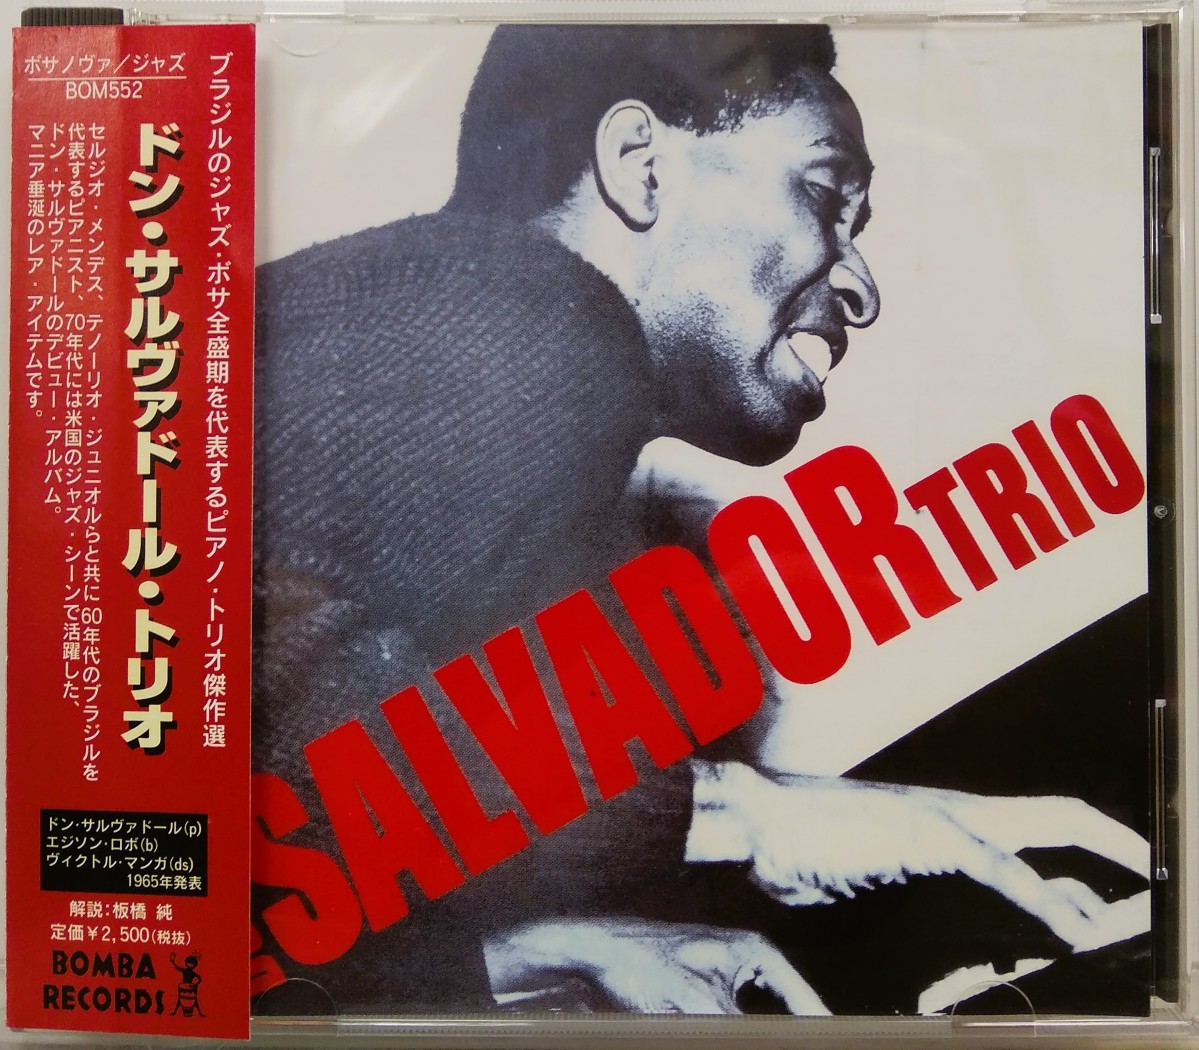 ボサノヴァ／ジャズ
BOM552
ブラジルのジャズ・ボサ全盛期を代表するピアノ・トリオ傑作選
ドン・サルヴァドール・トリオ
セルジオ・メンデス、テノーリオ・ジュニオルらと共に60年代のブラジルを
代表するピアニスト、70年代には米国のジャズ・シーンで活躍した、
ドン・サルヴァドールのデビュー・アルバム。
マニア垂涎のレア・アイテムです。
ドン・サルヴァドール(p)
エジソン・ロボ(b)
ヴィクトル・マンガ(ds)
1965年発表
解説：板橋 純
定価￥2,500(税抜)
BOMBA
RECORDS
SALVADOR TRIO